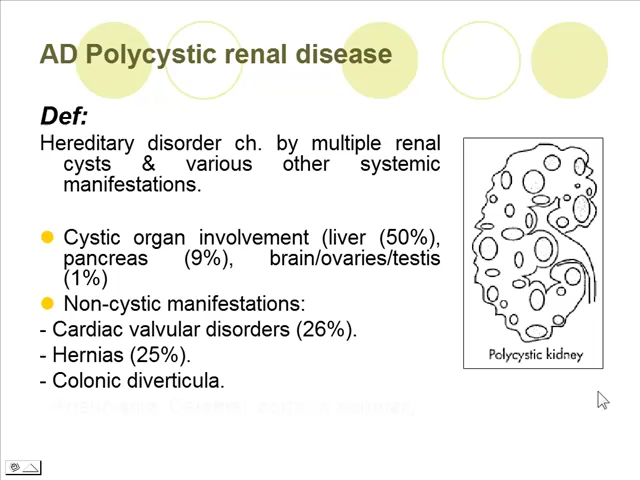 AD Polycystic renal disease
Def:
Hereditary disorder ch. by multiple renal
cysts & various other systemic
manifestations.
Cystic organ involvement (liver (50%),
pancreas (9%), brain/ovaries/testis
(1%)
Non-cystic manifestations:
- Cardiac valvular disorders (26%).
- Hernias (25%).
- Colonic diverticula.
Polycystic kidney